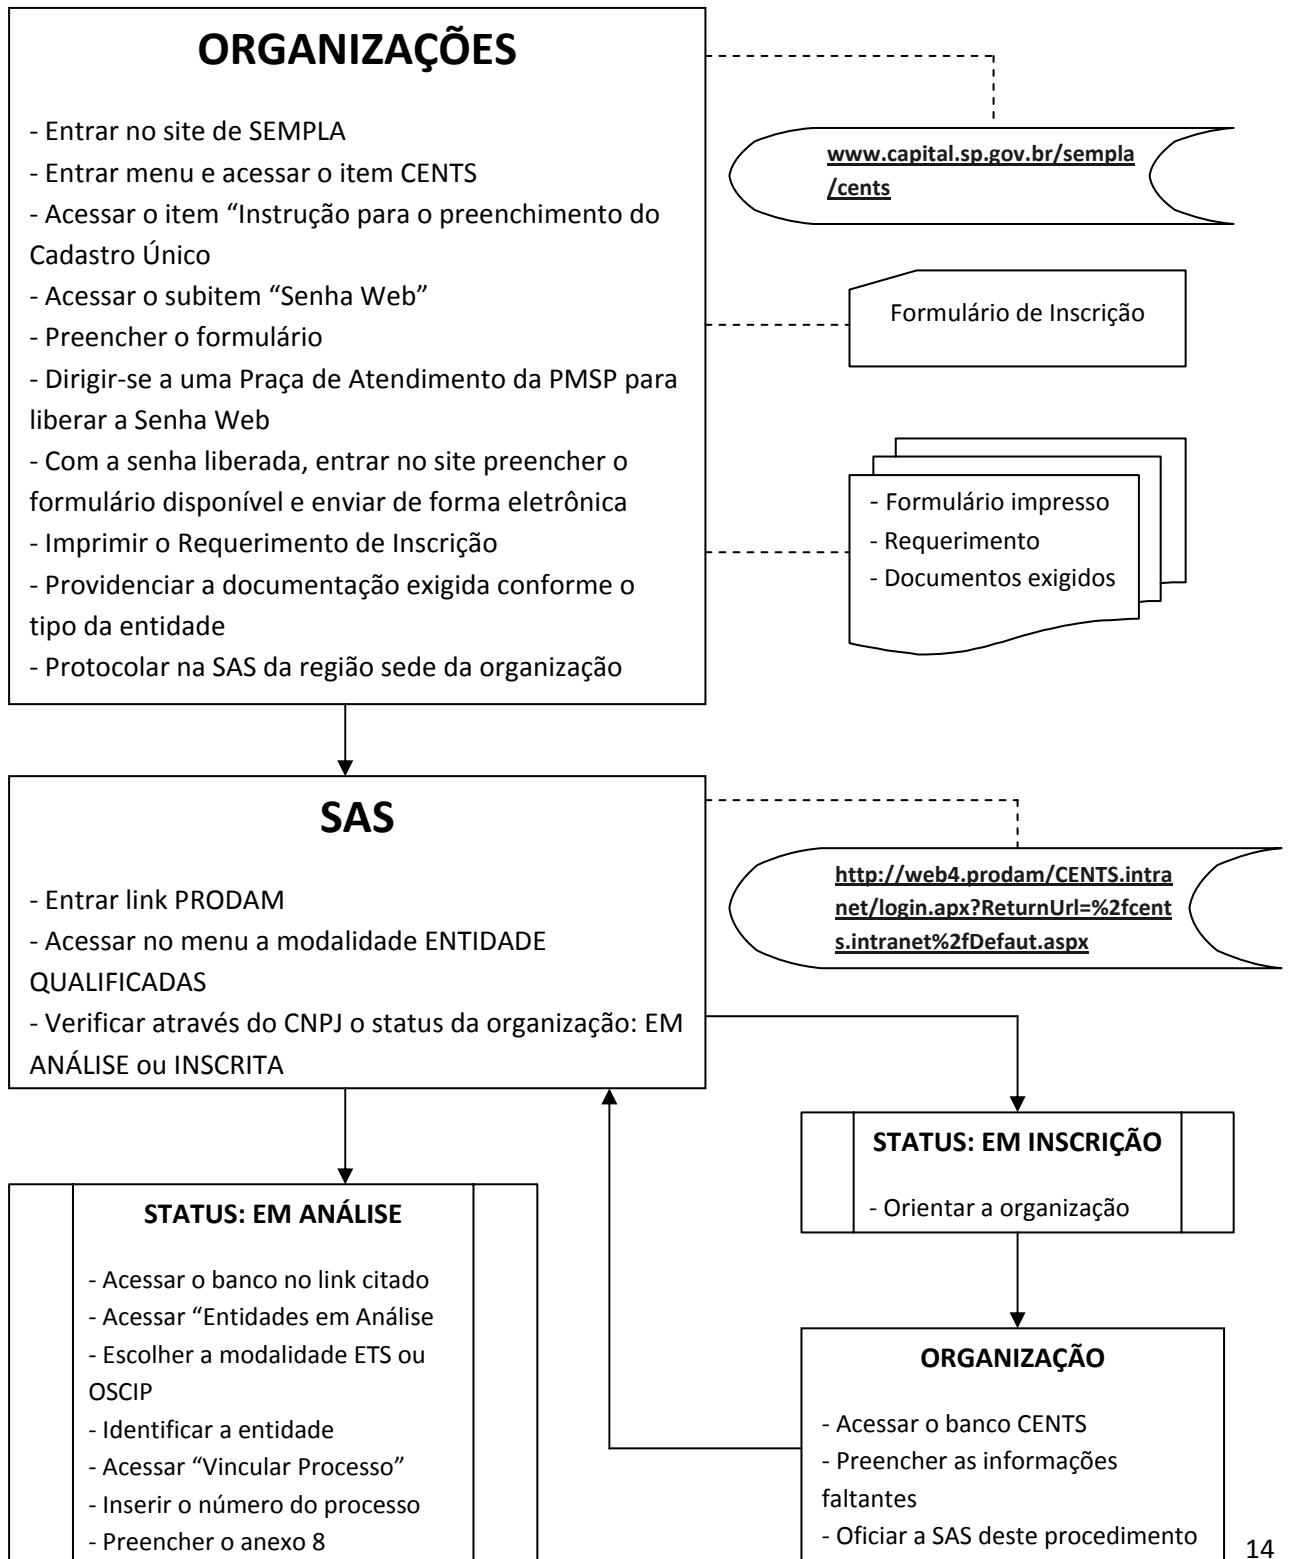 ORGANIZAÇÕES
- Entrar no site de SEMPLA
- Entrar menu e acessar o item CENTS
- Acessar o item “Instrução para o preenchimento do
Cadastro Único
- Acessar o subitem “Senha Web”
- Preencher o formulário
- Dirigir-se a uma Praça de Atendimento da PMSP para
liberar a Senha Web
- Com a senha liberada, entrar no site preencher o
formulário disponível e enviar de forma eletrônica
- Imprimir o Requerimento de Inscrição
- Providenciar a documentação exigida conforme o
tipo da entidade
- Protocolar na SAS da região sede da organização
www.capital.sp.gov.br/sempla
/cents
Formulário de Inscrição
- Formulário impresso
- Requerimento
- Documentos exigidos
SAS
- Entrar link PRODAM
- Acessar no menu a modalidade ENTIDADE
QUALIFICADAS
- Verificar através do CNPJ o status da organização: EM
ANÁLISE ou INSCRITA
http://web4.prodam/CENTS.intra
net/login.apx?ReturnUrl=%2fcent
s.intranet%2fDefaut.aspx
STATUS: EM INSCRIÇÃO
- Orientar a organização
STATUS: EM ANÁLISE
- Acessar o banco no link citado
- Acessar “Entidades em Análise
- Escolher a modalidade ETS ou
OSCIP
- Identificar a entidade
- Acessar “Vincular Processo”
- Inserir o número do processo
- Preencher o anexo 8
ORGANIZAÇÃO
- Acessar o banco CENTS
- Preencher as informações
faltantes
- Oficiar a SAS deste procedimento
14